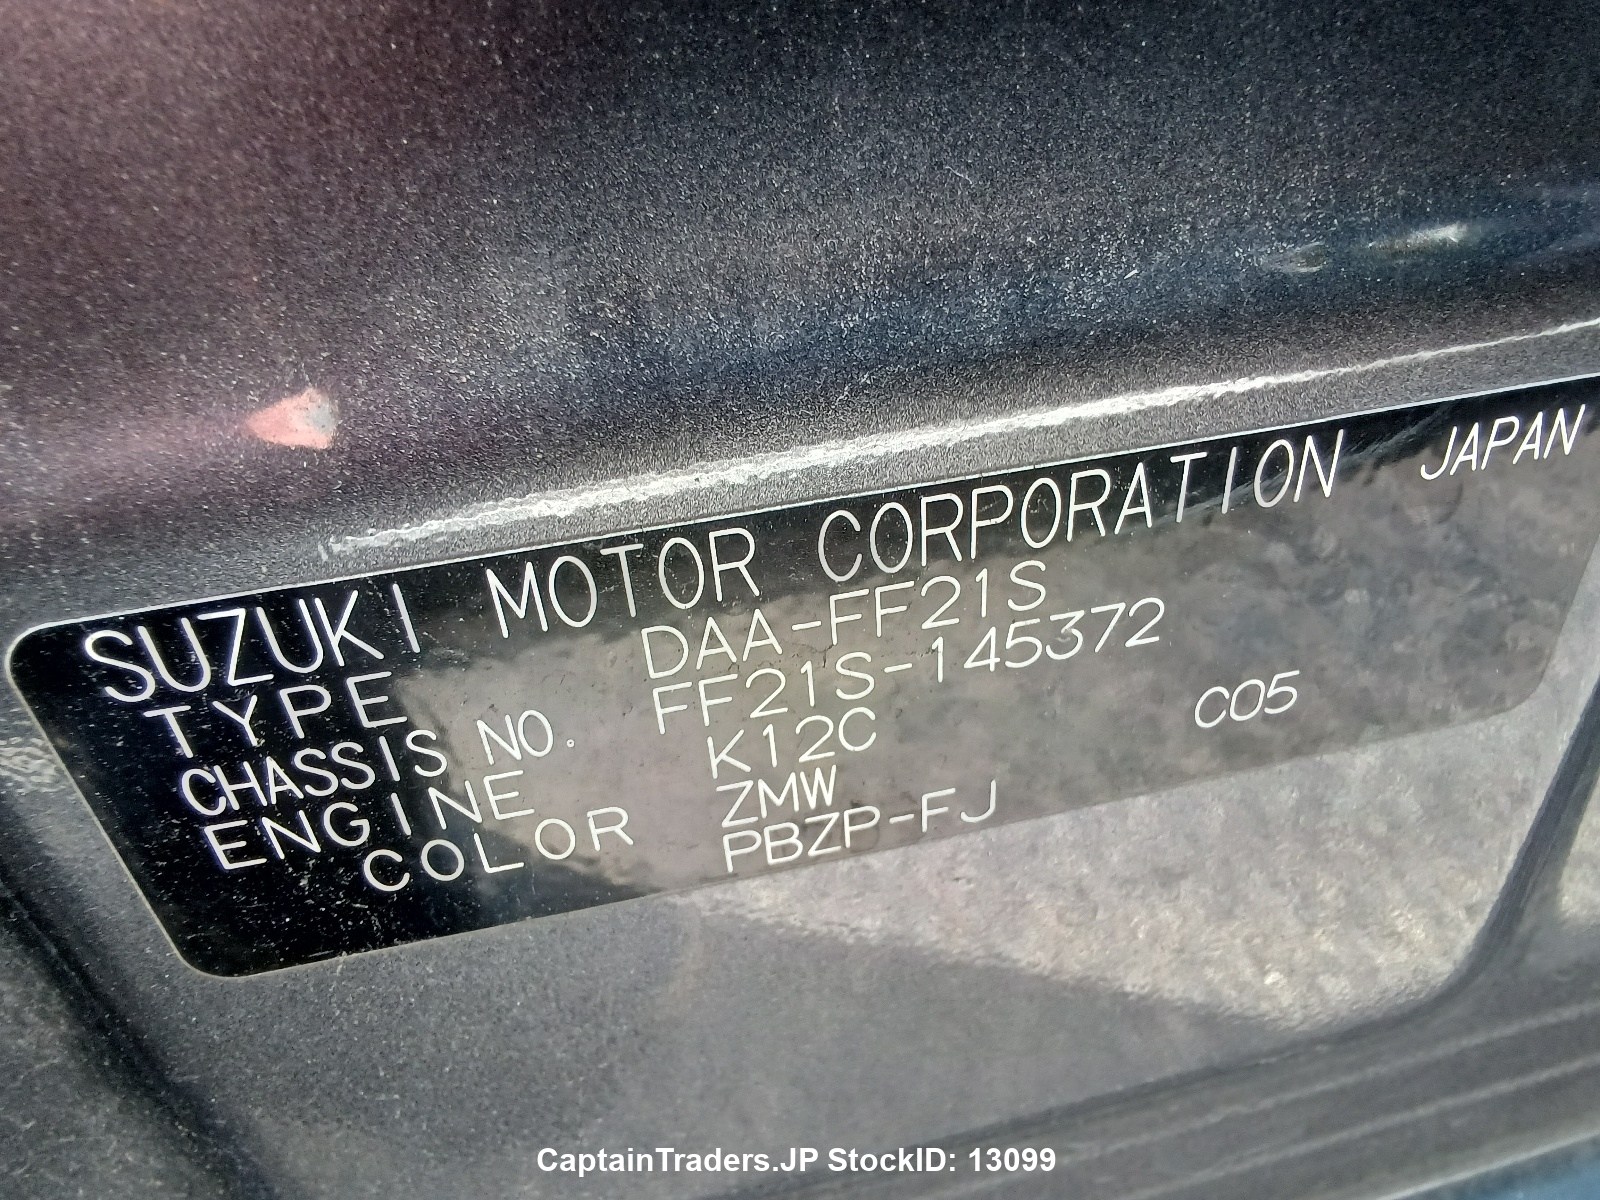 SUZUKI MOTOR CORPORATION JAPAN
TYPE DAA-FF21S
CHASSIS NO. FF21S-145372
ENGINE K12C C05
COLOR ZMW
PBZP-FJ
CaptainTraders.JP StockID: 13099